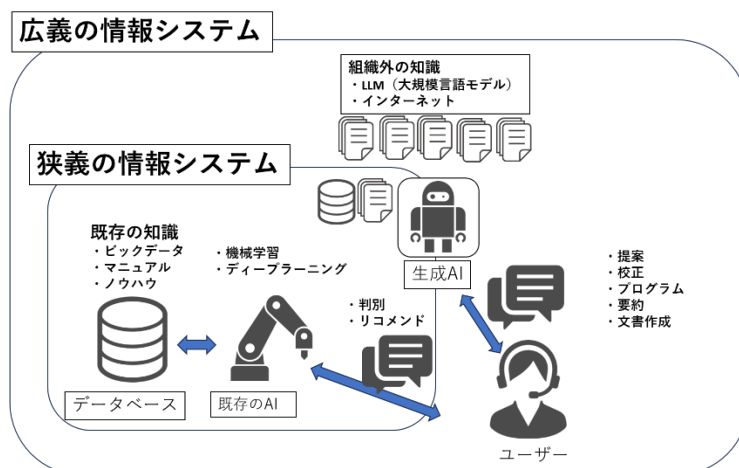 広義の情報システム
組織外の知識
・LLM（大規模言語モデル）
・インターネット
狭義の情報システム
既存の知識
・ビックデータ
・マニュアル
・ノウハウ
・機械学習
・ディープラーニング
生成AI
・提案
・校正
・プログラム
・要約
・文書作成
・判別
・リコメンド
データベース
既存のAI
ユーザー